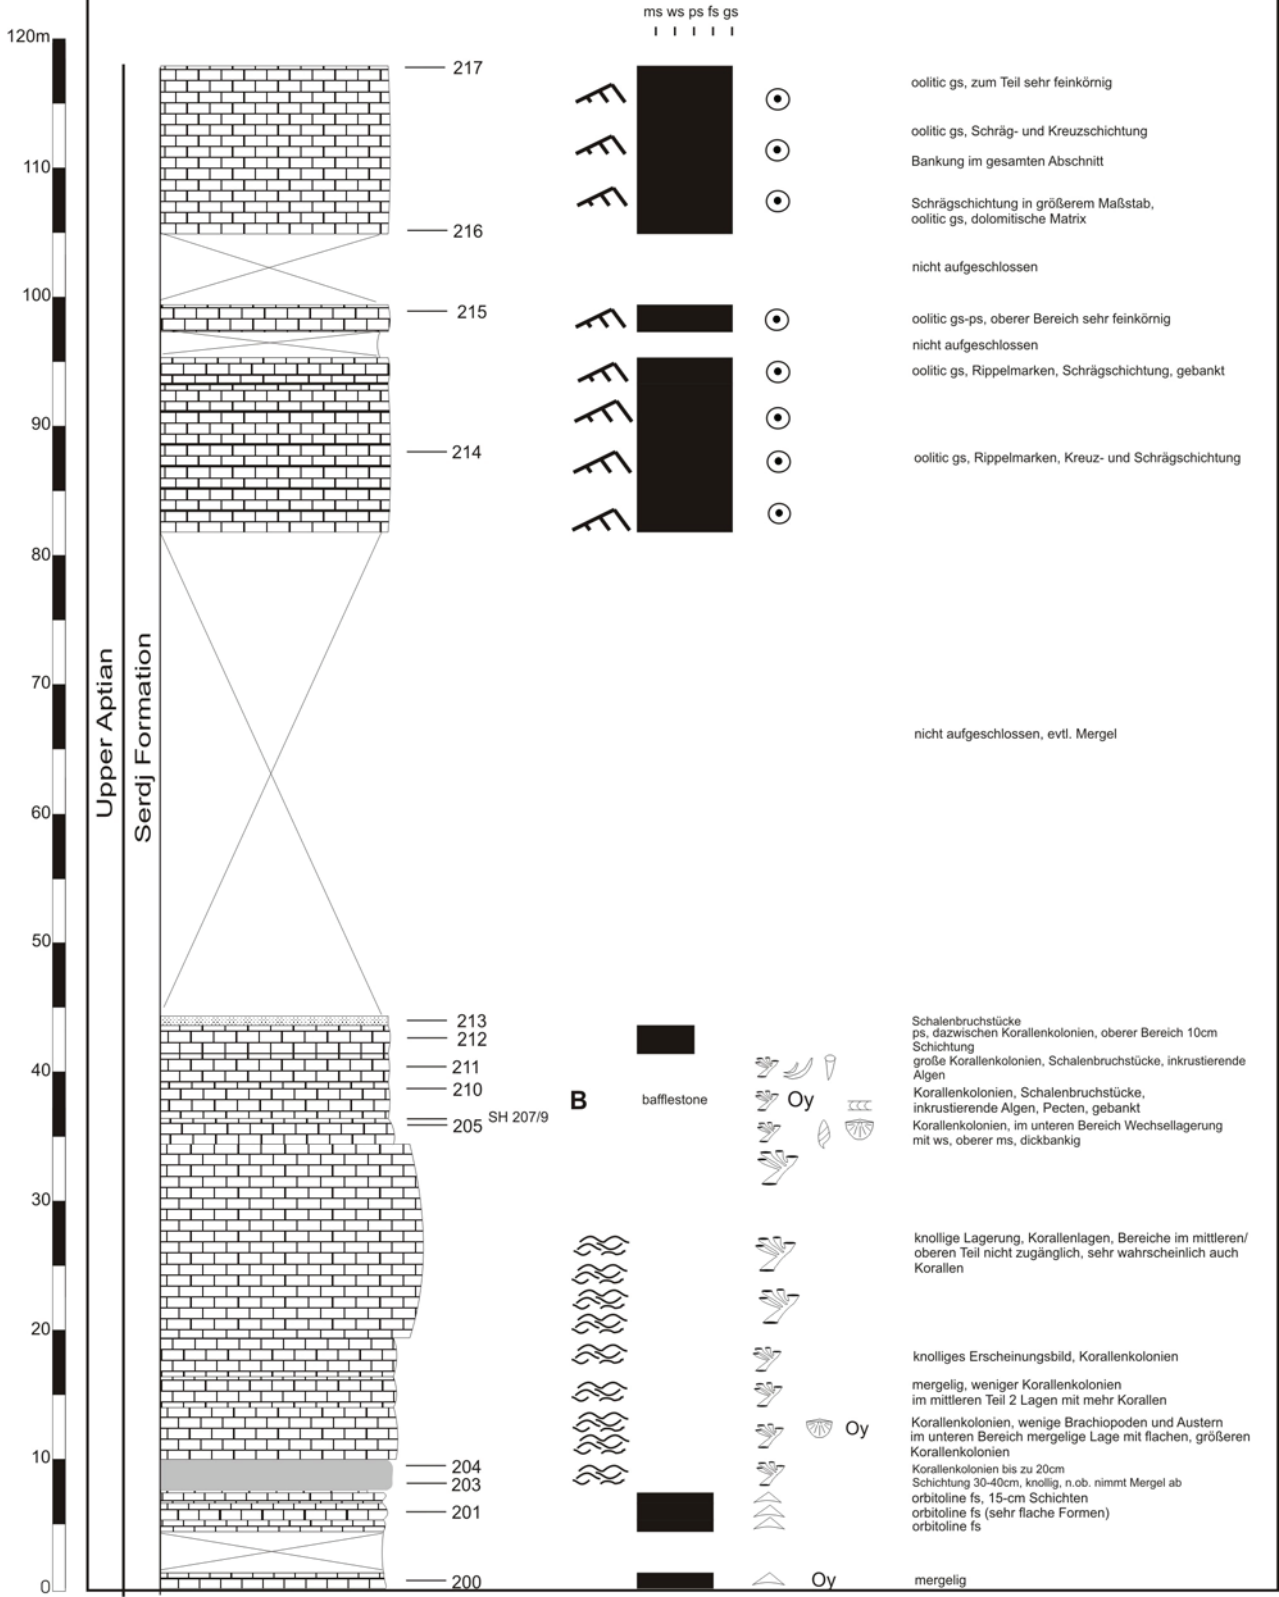 ms ws ps fs gs
120m
217
oolitic gs, zum Teil sehr feinkörnig
oolitic gs, Schräg- und Kreuzschichtung
110
Bankung im gesamten Abschnitt
Schrägschichtung in größerem Maßstab,
oolitic gs, dolomitische Matrix
216
nicht aufgeschlossen
100
215
oolitic gs-ps, oberer Bereich sehr feinkörnig
nicht aufgeschlossen
oolitic gs, Rippelmarken, Schrägschichtung, gebankt
90
214
oolitic gs, Rippelmarken, Kreuz- und Schrägschichtung
80
Upper Aptian
Serdj Formation
70
nicht aufgeschlossen, evtl. Mergel
60
50
213
Schalenbruchstücke
212
ps, dazwischen Korallenkolonien, oberer Bereich 10cm
Schichtung
40
211
große Korallenkolonien, Schalenbruchstücke, inkrustierende
Algen
210
B
bafflestone
Oy
Korallenkolonien, Schalenbruchstücke,
inkrustierende Algen, Pecten, gebankt
SH 207/9
205
Korallenkolonien, im unteren Bereich Wechsellagerung
mit ws, oberer ms, dickbankig
30
knollige Lagerung, Korallenlagen, Bereiche im mittleren/
oberen Teil nicht zugänglich, sehr wahrscheinlich auch
Korallen
20
knolliges Erscheinungsbild, Korallenkolonien
mergelig, weniger Korallenkolonien
im mittleren Teil 2 Lagen mit mehr Korallen
Oy
Korallenkolonien, wenige Brachiopoden und Austern
im unteren Bereich mergelige Lage mit flachen, größeren
Korallenkolonien
10
204
Korallenkolonien bis zu 20cm
203
Schichtung 30-40cm, knollig, n.ob. nimmt Mergel ab
orbitoline fs, 15-cm Schichten
201
orbitoline fs (sehr flache Formen)
orbitoline fs
0
200
Oy
mergelig